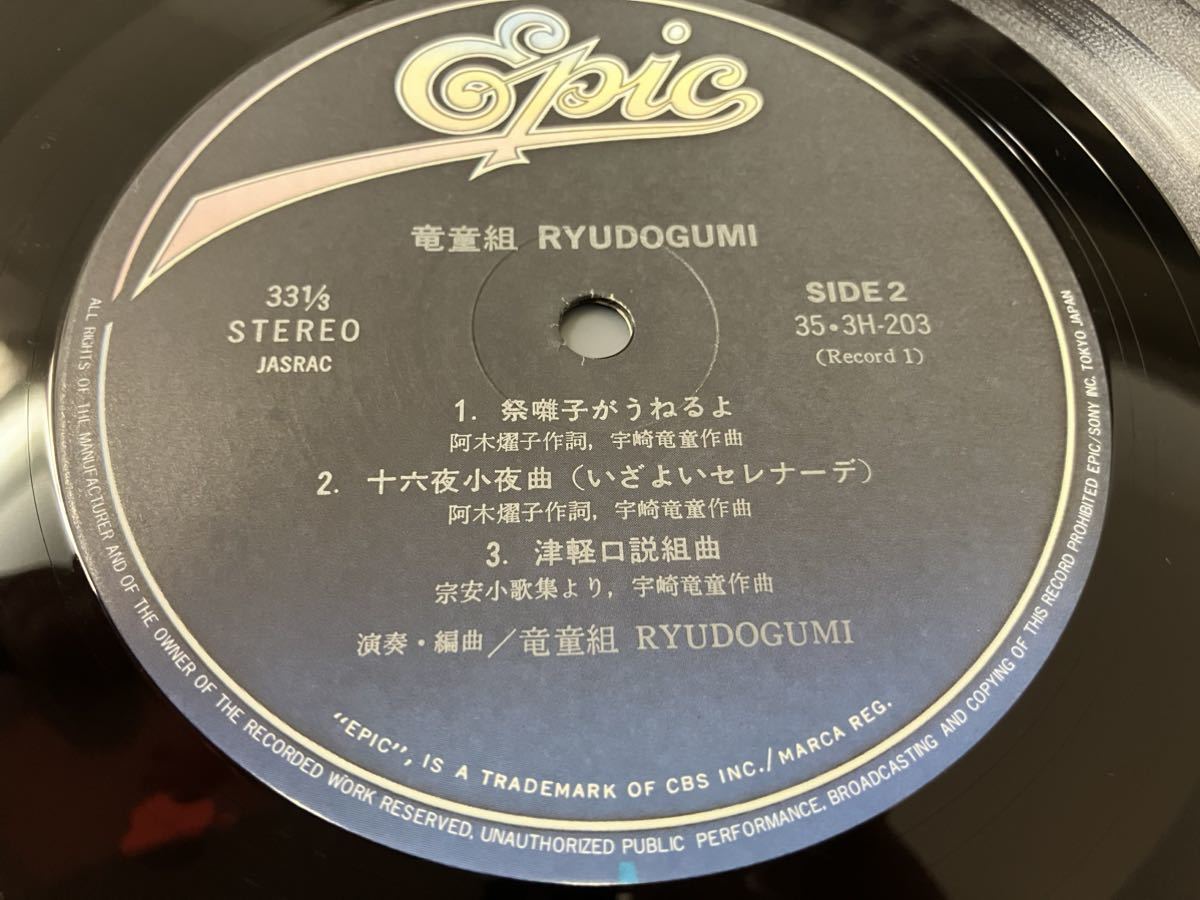 Epic
竜童組 RYUDOGUMI
33⅓
STEREO
JASRAC
SIDE 2
35・3H-203
(Record 1)
1. 祭囃子がうねるよ
阿木燿子作詞, 宇崎竜童作曲
2. 十六夜小夜曲（いざよいセレナーデ）
阿木燿子作詞, 宇崎竜童作曲
3. 津軽口説組曲
宗安小歌集より, 宇崎竜童作曲
演奏・編曲／竜童組 RYUDOGUMI
"EPIC", IS A TRADEMARK OF CBS INC./MARCA REG.
ALL RIGHTS OF THE MANUFACTURER AND OF THE OWNER OF THE RECORDED WORK RESERVED. UNAUTHORIZED PUBLIC PERFORMANCE, BROADCASTING AND COPYING OF THIS RECORD PROHIBITED EPIC/SONY INC. TOKYO JAPAN